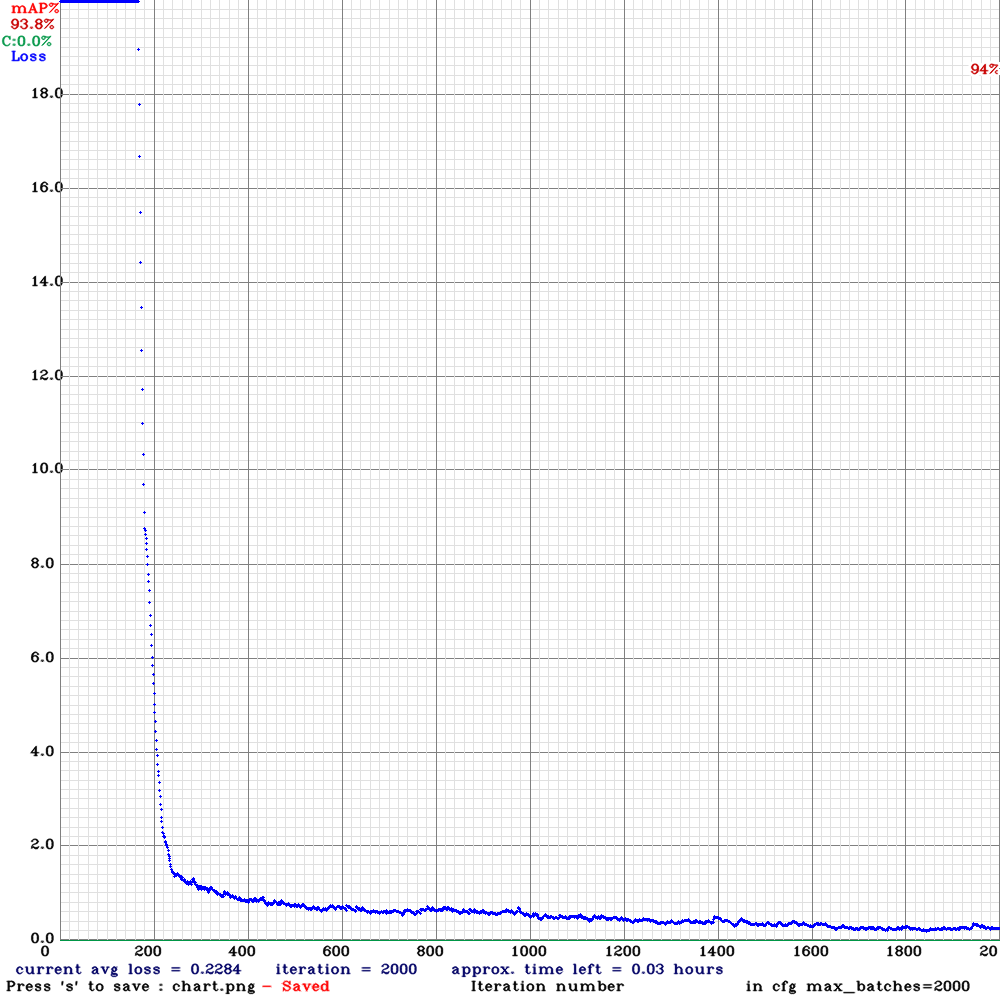 mAP%
93.8%
C:0.0%
Loss
94%
18.0
16.0
14.0
12.0
10.0
8.0
6.0
4.0
2.0
0.0
0 200 400 600 800 1000 1200 1400 1600 1800 20
current avg loss = 0.2284 iteration = 2000 approx. time left = 0.03 hours
Press 's' to save : chart.png - Saved Iteration number in cfg max_batches=2000